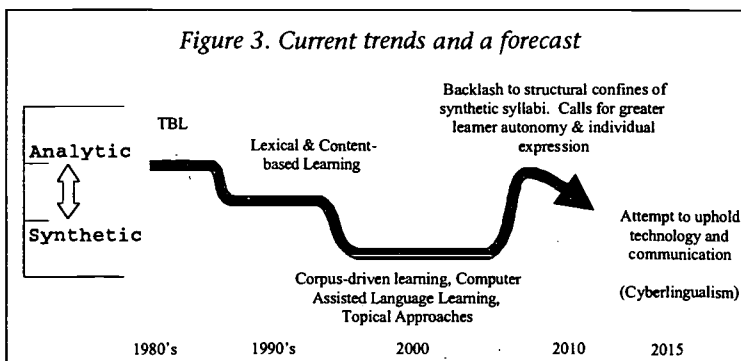 Figure 3. Current trends and a forecast
Backlash to structural confines of
synthetic syllabi. Calls for greater
learner autonomy & individual
expression
TBL
Lexical & Content-
based Learning
Analytic
Synthetic
Attempt to uphold
technology and
communication
(Cyberlingualism)
Corpus-driven learning, Computer
Assisted Language Learning,
Topical Approaches
1980's 1990's 2000 2010 2015